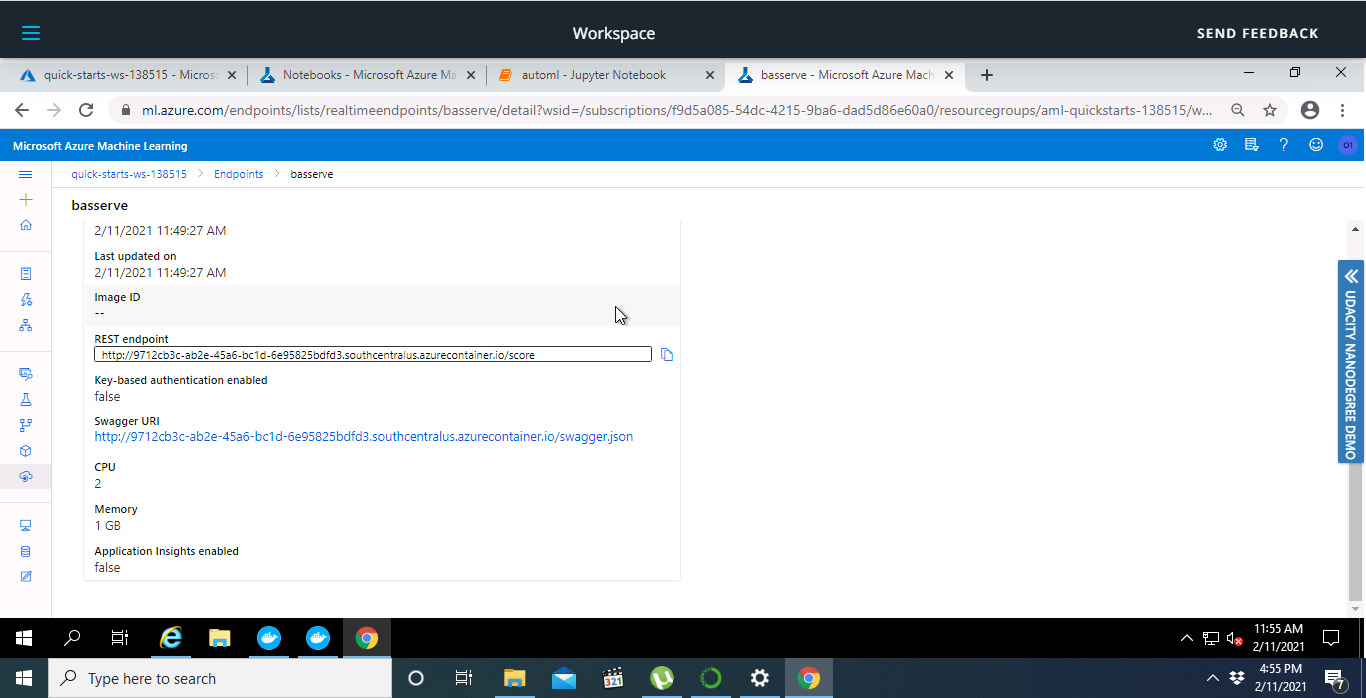 Workspace
SEND FEEDBACK
quick-starts-ws-138515 - Micros
Notebooks - Microsoft Azure Ma
automl - Jupyter Notebook
basserve - Microsoft Azure Mach
ml.azure.com/endpoints/lists/realtimeendpoints/basserve/detail?wsid=/subscriptions/f9d5a085-54dc-4215-9ba6-dad5d86e60a0/resourcegroups/aml-quickstarts-138515/w...
Microsoft Azure Machine Learning
O1
quick-starts-ws-138515 > Endpoints > basserve
basserve
2/11/2021 11:49:27 AM
Last updated on
2/11/2021 11:49:27 AM
Image ID
--
REST endpoint
http://9712cb3c-ab2e-45a6-bc1d-6e95825bdfd3.southcentralus.azurecontainer.io/score
Key-based authentication enabled
false
Swagger URI
http://9712cb3c-ab2e-45a6-bc1d-6e95825bdfd3.southcentralus.azurecontainer.io/swagger.json
CPU
2
Memory
1 GB
Application Insights enabled
false
UDACITY NANODEGREE DEMO
11:55 AM
2/11/2021
Type here to search
321
4:55 PM
2/11/2021
7